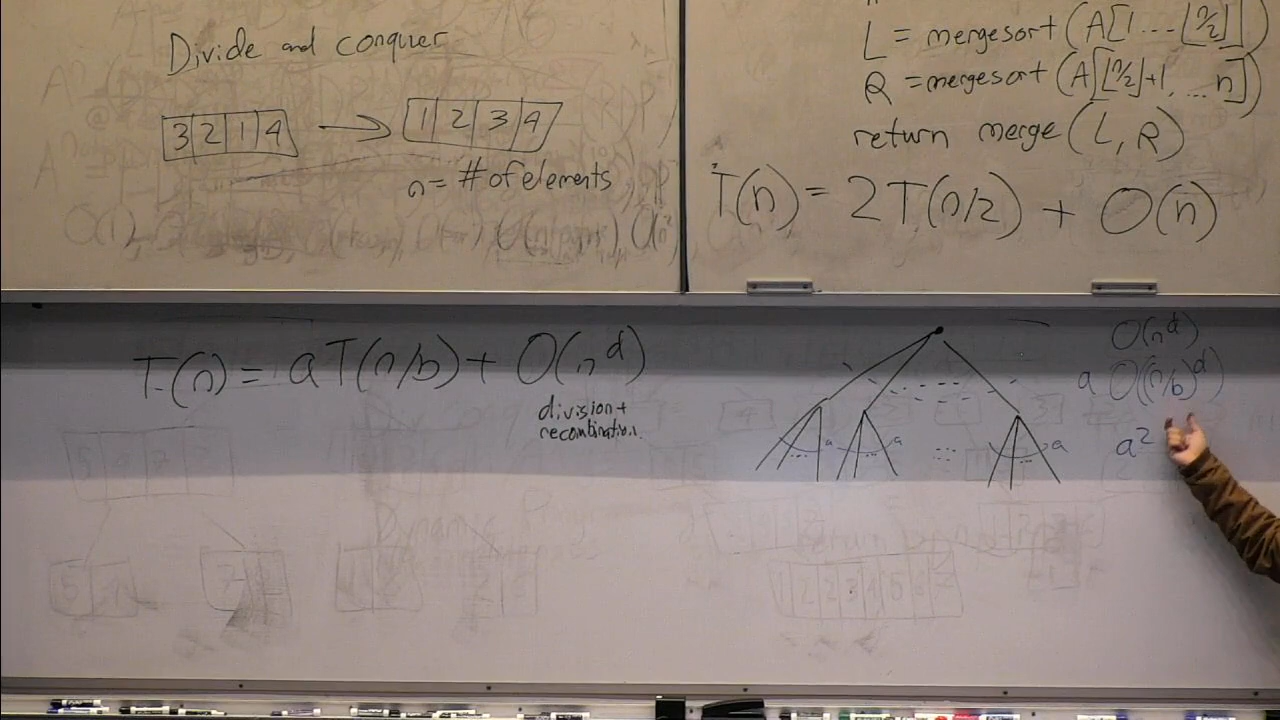 Divide and conquer
3 2 1 4 → 1 2 3 4
n = # of elements
L = mergesort (A[1 ... ⌊n/2⌋])
R = mergesort (A[⌊n/2⌋+1, ... n])
return merge (L, R)
T(n) = 2T(n/2) + O(n)
T(n) = a T(n/b) + O(n^d)
division +
recombination
O(n^d)
a O((n/b)^d)
a a ... a
a²